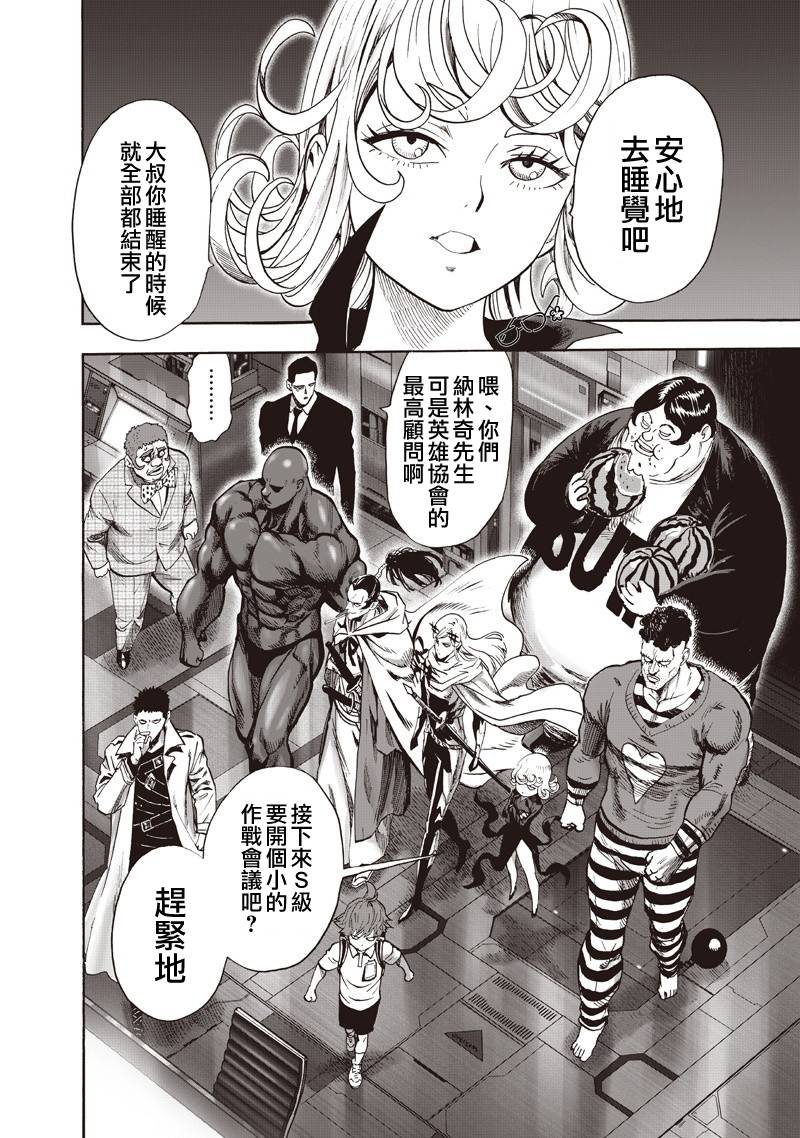 安心地
去睡覺吧
大叔你睡醒的時候
就全部都結束了
喂、你們
納林奇先生
可是英雄協會的
最高顧問啊
………
接下來S級
要開個小的
作戰會議吧？
趕緊地